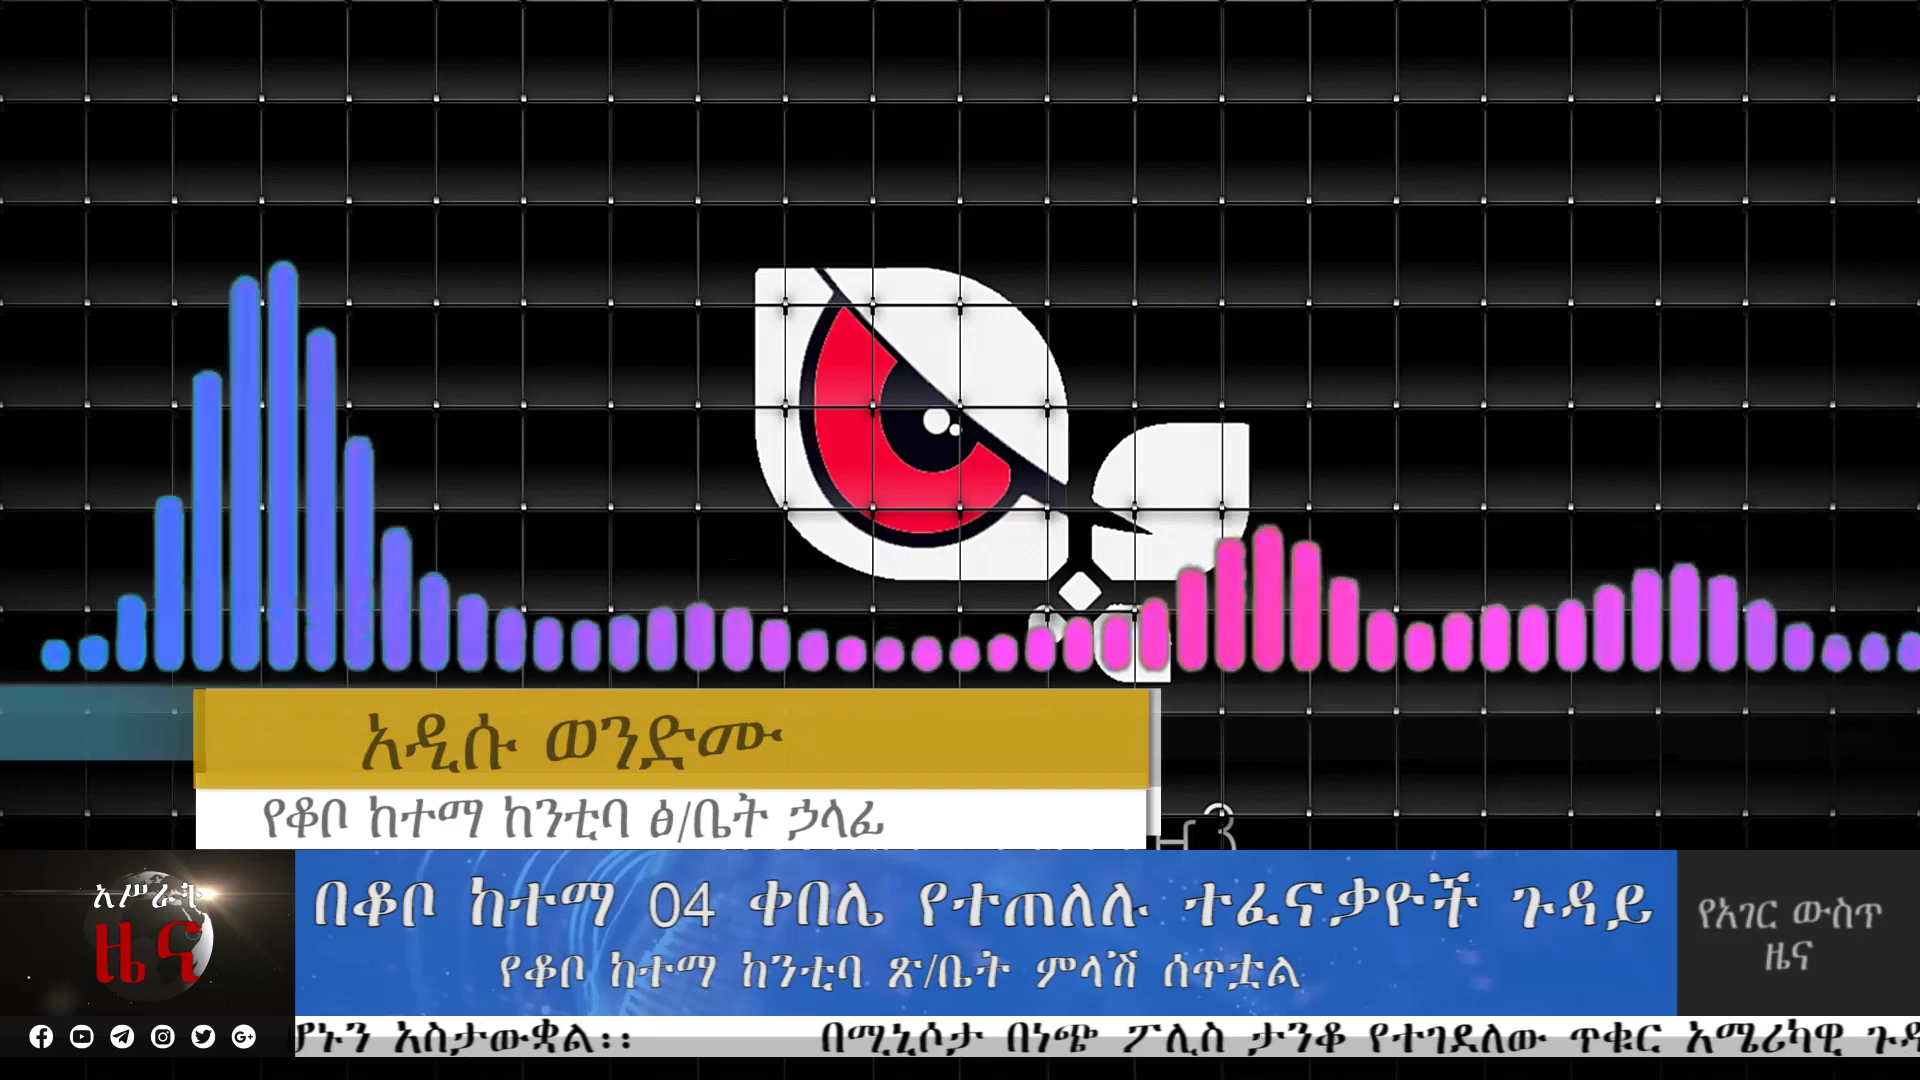 አዲሱ ወንድሙ
የቆቦ ከተማ ከንቲባ ፅ/ቤት ኃላፊ
አሥራት
ዜና
በቆቦ ከተማ 04 ቀበሌ የተጠለሉ ተፈናቃዮች ጉዳይ
የቆቦ ከተማ ከንቲባ ጽ/ቤት ምላሽ ሰጥቷል
የአገር ውስጥ
ዜና
ሆኑን አስታውቋል፡፡ በሚኒሶታ በነጭ ፖሊስ ታንቆ የተገደለው ጥቁር አሜሪካዊ